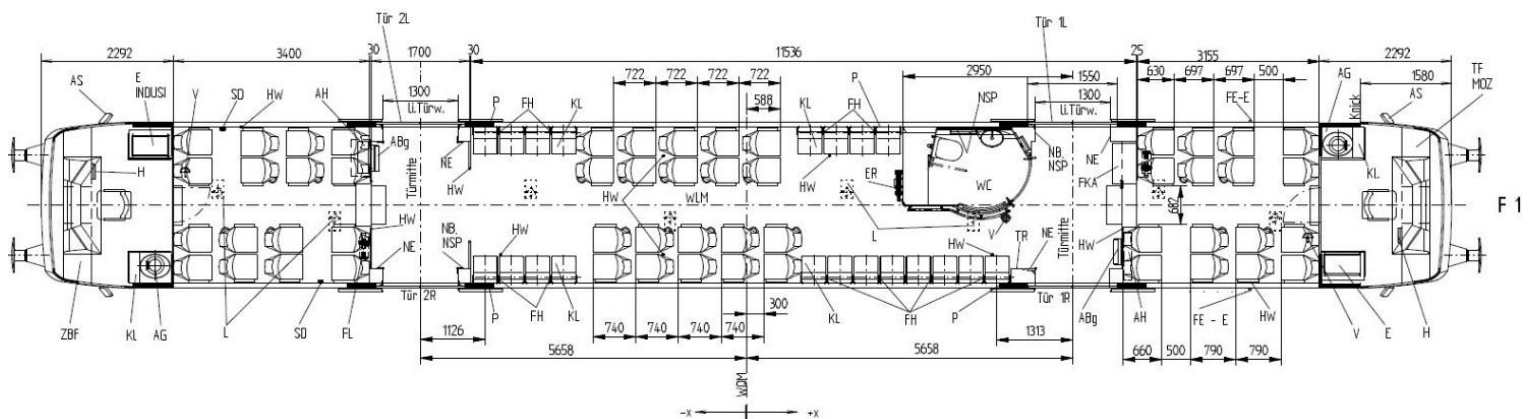 Tür 2L
Tür 1L
2292
3400
30
1700
30
11536
25
3155
2292
722
722
722
722
2950
1550
630
697
697
500
1580
AS
E
INDUSI
V
SD
HW
AH
1300
li.Türw.
P
FH
KL
588
KL
FH
P
NSP
1300
li.Türw.
FE-E
AG
Knick
AS
TF
MOZ
ABg
NE
HW
HW
NB,
NSP
NE
H
Türmitte
ER
WC
FKA
KL
HW
WLM
682
F 1
HW
NB,
NSP
HW
L
V
HW
TR
NE
Türmitte
HW
NE
ZBF
KL
AG
L
SD
FL
Tür 2R
P
FH
KL
300
KL
FH
P
Tür 1R
ABg
AH
FE - E
HW
V
E
H
1126
740
740
740
740
1313
660
500
790
790
5658
5658
WDM
-x
+x